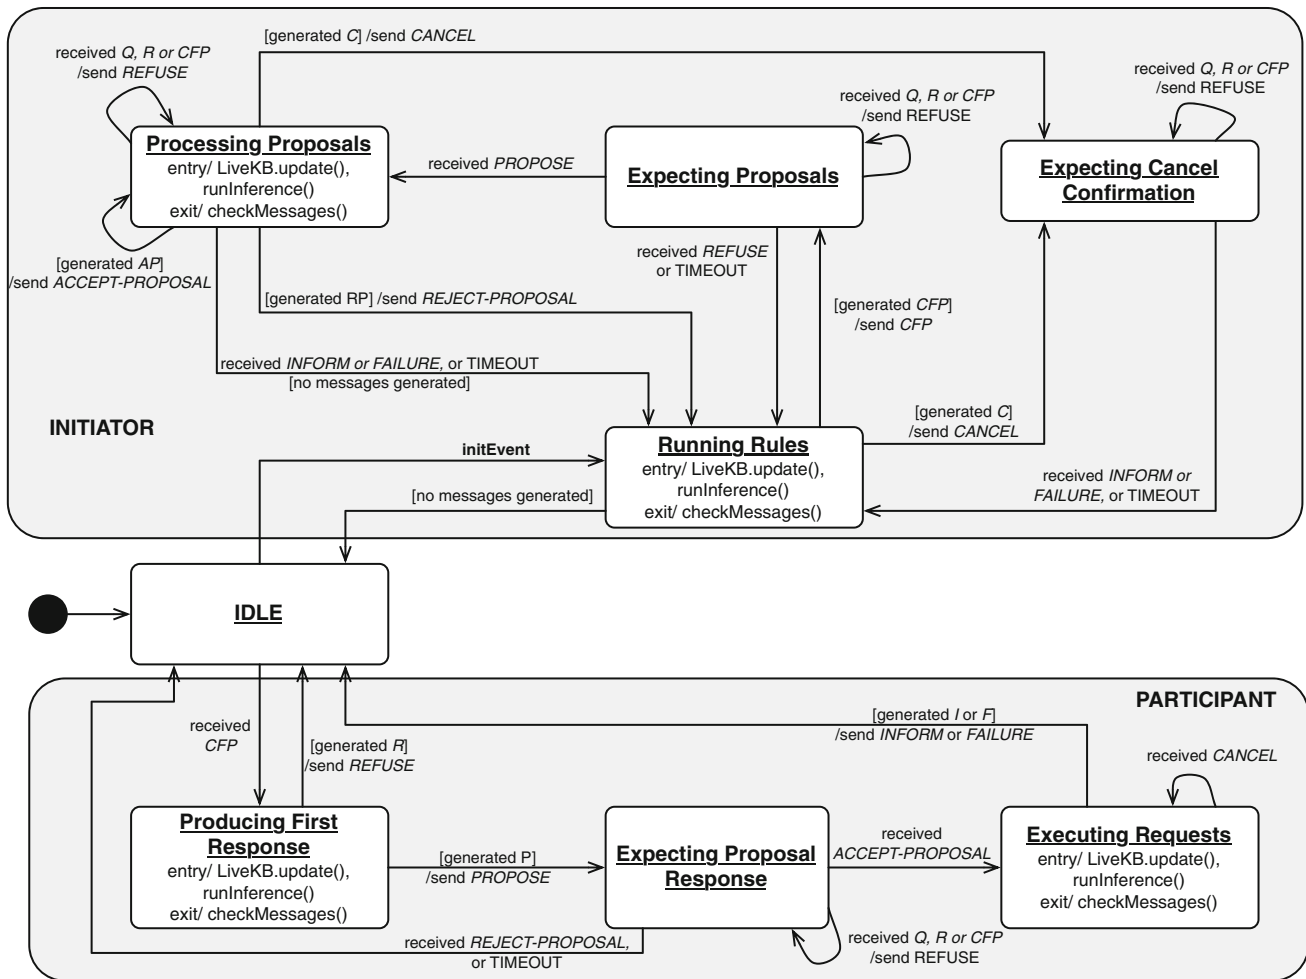 [generated C] /send CANCEL
received Q, R or CFP
/send REFUSE
received Q, R or CFP
/send REFUSE
received Q, R or CFP
/send REFUSE
Processing Proposals
entry/ LiveKB.update(),
runInference()
exit/ checkMessages()
received PROPOSE
Expecting Proposals
Expecting Cancel
Confirmation
[generated AP]
/send ACCEPT-PROPOSAL
received REFUSE
or TIMEOUT
[generated RP] /send REJECT-PROPOSAL
[generated CFP]
/send CFP
received INFORM or FAILURE, or TIMEOUT
[no messages generated]
INITIATOR
[generated C]
/send CANCEL
initEvent
Running Rules
entry/ LiveKB.update(),
runInference()
exit/ checkMessages()
[no messages generated]
received INFORM or
FAILURE, or TIMEOUT
IDLE
PARTICIPANT
received
CFP
[generated R]
/send REFUSE
[generated I or F]
/send INFORM or FAILURE
received CANCEL
Producing First
Response
entry/ LiveKB.update(),
runInference()
exit/ checkMessages()
[generated P]
/send PROPOSE
Expecting Proposal
Response
received
ACCEPT-PROPOSAL
Executing Requests
entry/ LiveKB.update(),
runInference()
exit/ checkMessages()
received REJECT-PROPOSAL,
or TIMEOUT
received Q, R or CFP
/send REFUSE